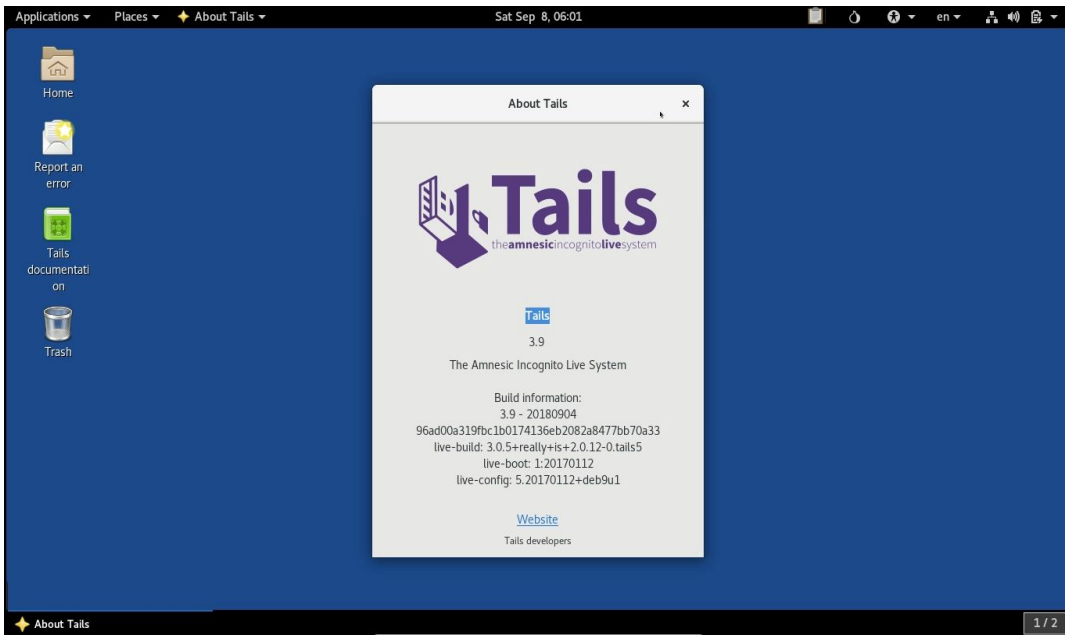 Applications Places About Tails Sat Sep 8, 06:01 en
Home
Report an
error
Tails
documentati
on
Trash
About Tails
Tails
theamnesicincognitolivesystem
Tails
3.9
The Amnesic Incognito Live System
Build information:
3.9 - 20180904
96ad00a319fbc1b0174136eb2082a8477bb70a33
live-build: 3.0.5+really+is+2.0.12-0.tails5
live-boot: 1:20170112
live-config: 5.20170112+deb9u1
Website
Tails developers
About Tails 1 / 2